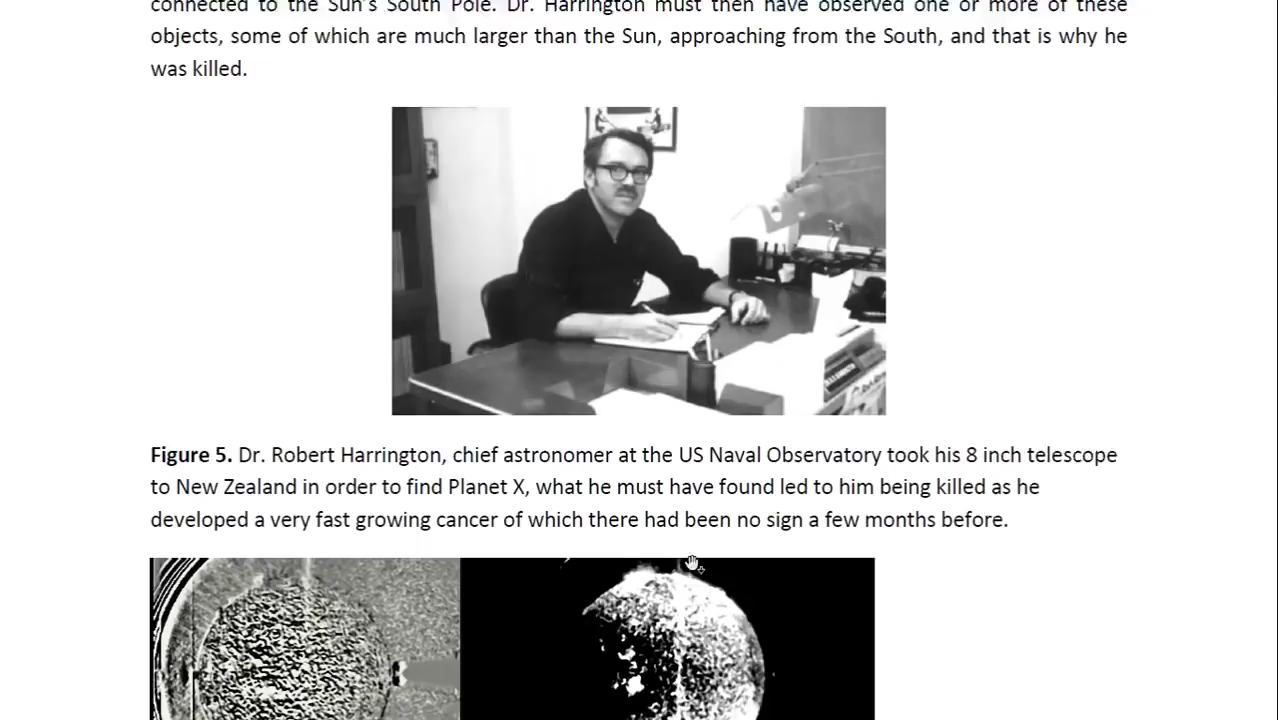 connected to the Sun's South Pole. Dr. Harrington must then have observed one or more of these
objects, some of which are much larger than the Sun, approaching from the South, and that is why he
was killed.
Figure 5. Dr. Robert Harrington, chief astronomer at the US Naval Observatory took his 8 inch telescope
to New Zealand in order to find Planet X, what he must have found led to him being killed as he
developed a very fast growing cancer of which there had been no sign a few months before.